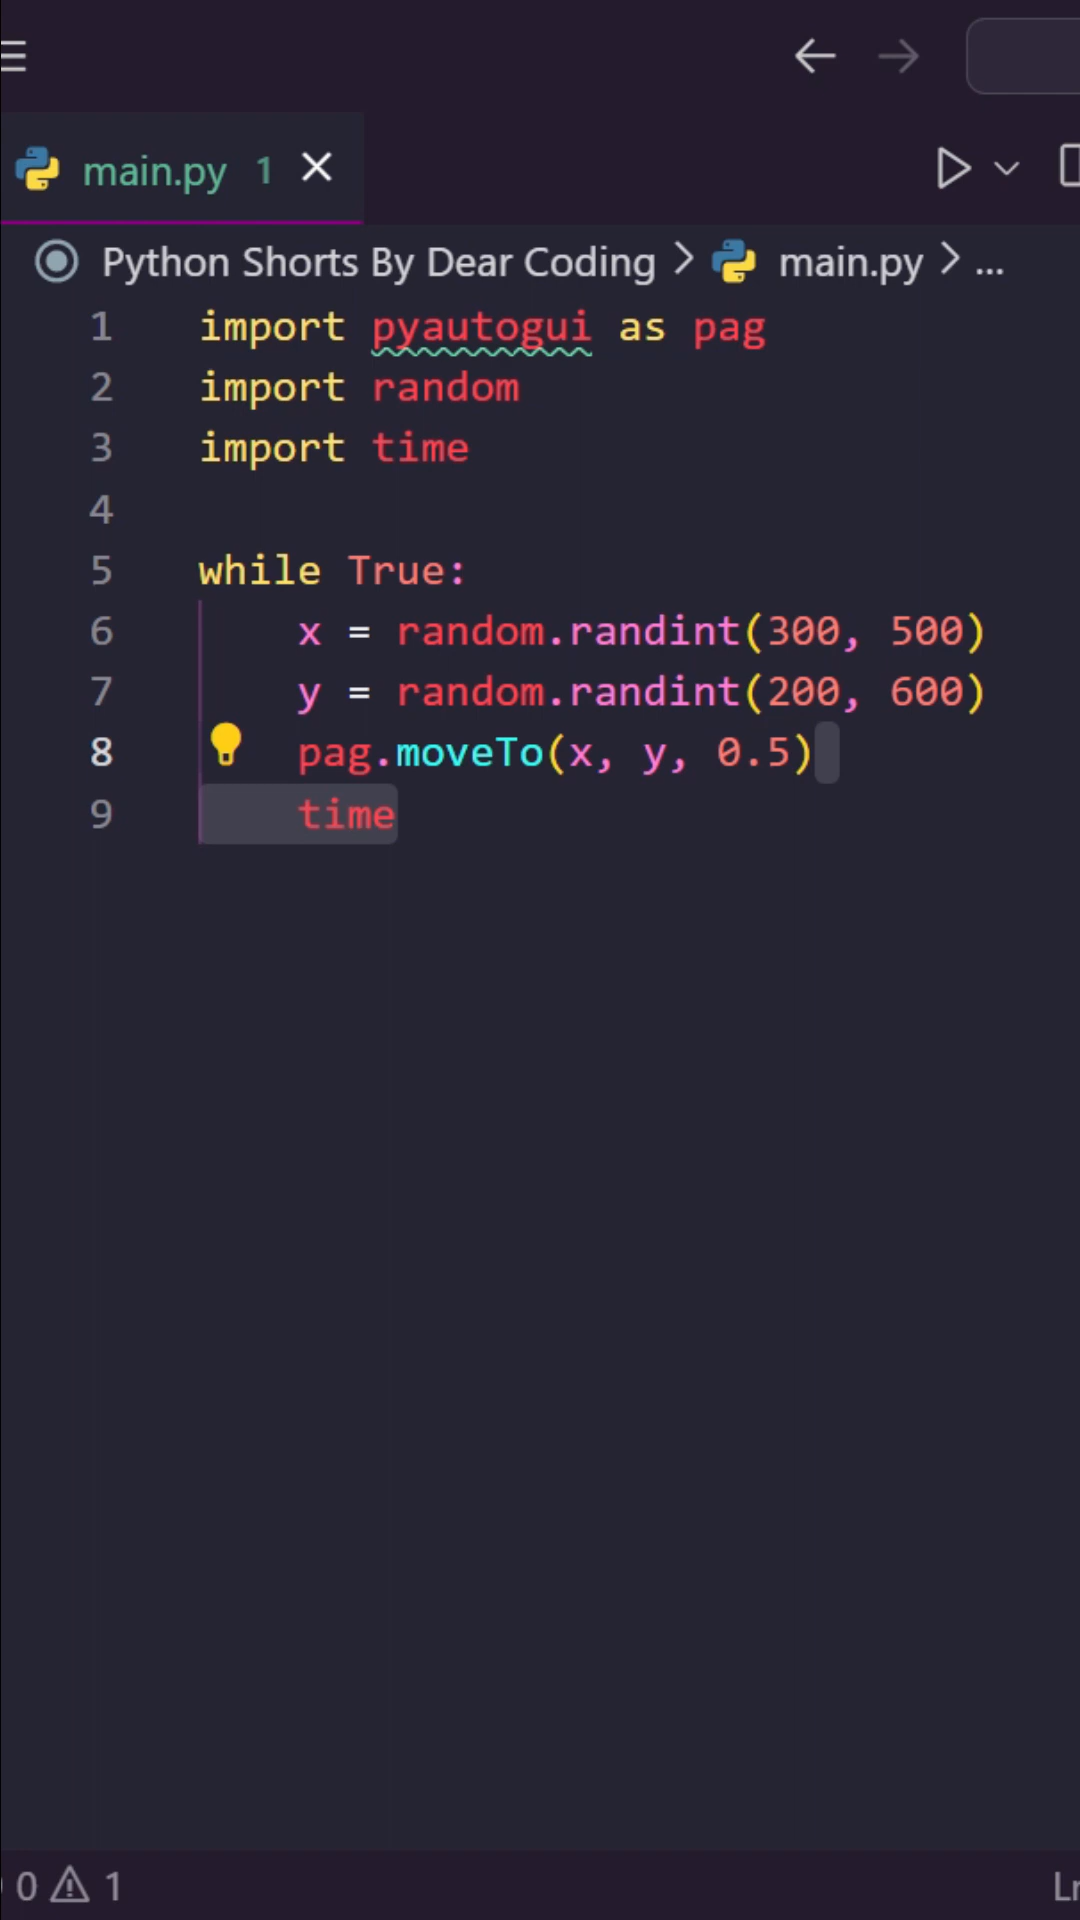 main.py 1
Python Shorts By Dear Coding > main.py > ...
1 import pyautogui as pag
2 import random
3 import time
4
5 while True:
6     x = random.randint(300, 500)
7     y = random.randint(200, 600)
8     pag.moveTo(x, y, 0.5)
9     time
0 1